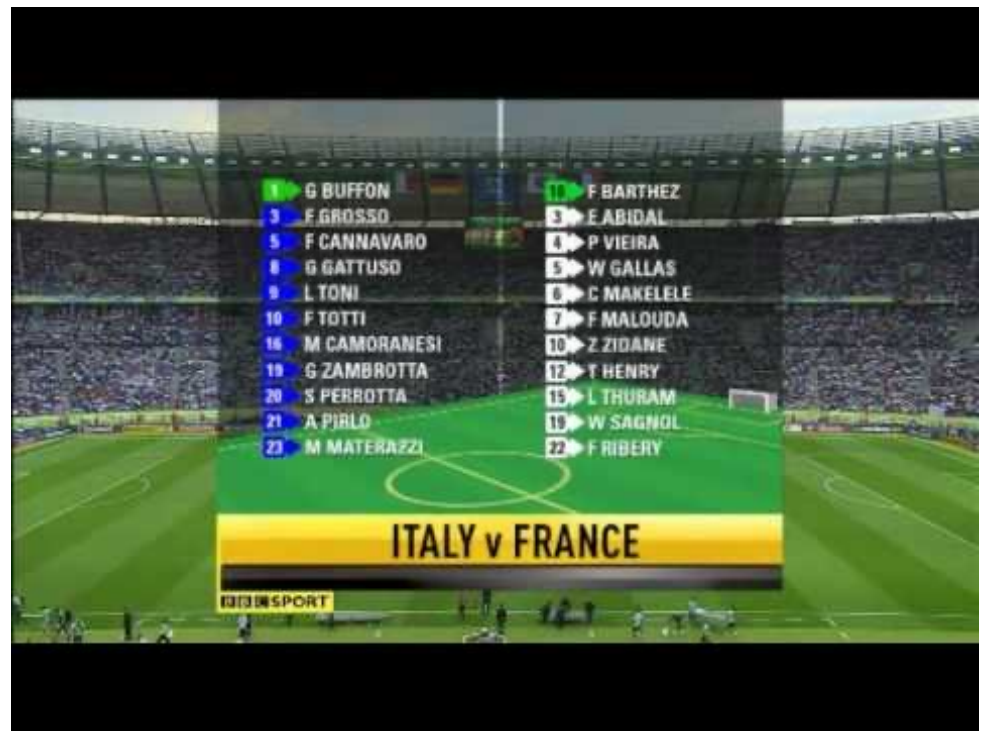 1 G BUFFON
3 F GROSSO
5 F CANNAVARO
8 G GATTUSO
9 L TONI
10 F TOTTI
16 M CAMORANESI
19 G ZAMBROTTA
20 S PERROTTA
21 A PIRLO
23 M MATERAZZI
16 F BARTHEZ
3 E ABIDAL
4 P VIEIRA
5 W GALLAS
6 C MAKELELE
7 F MALOUDA
10 Z ZIDANE
12 T HENRY
15 L THURAM
19 W SAGNOL
22 F RIBERY
ITALY v FRANCE
BBC SPORT